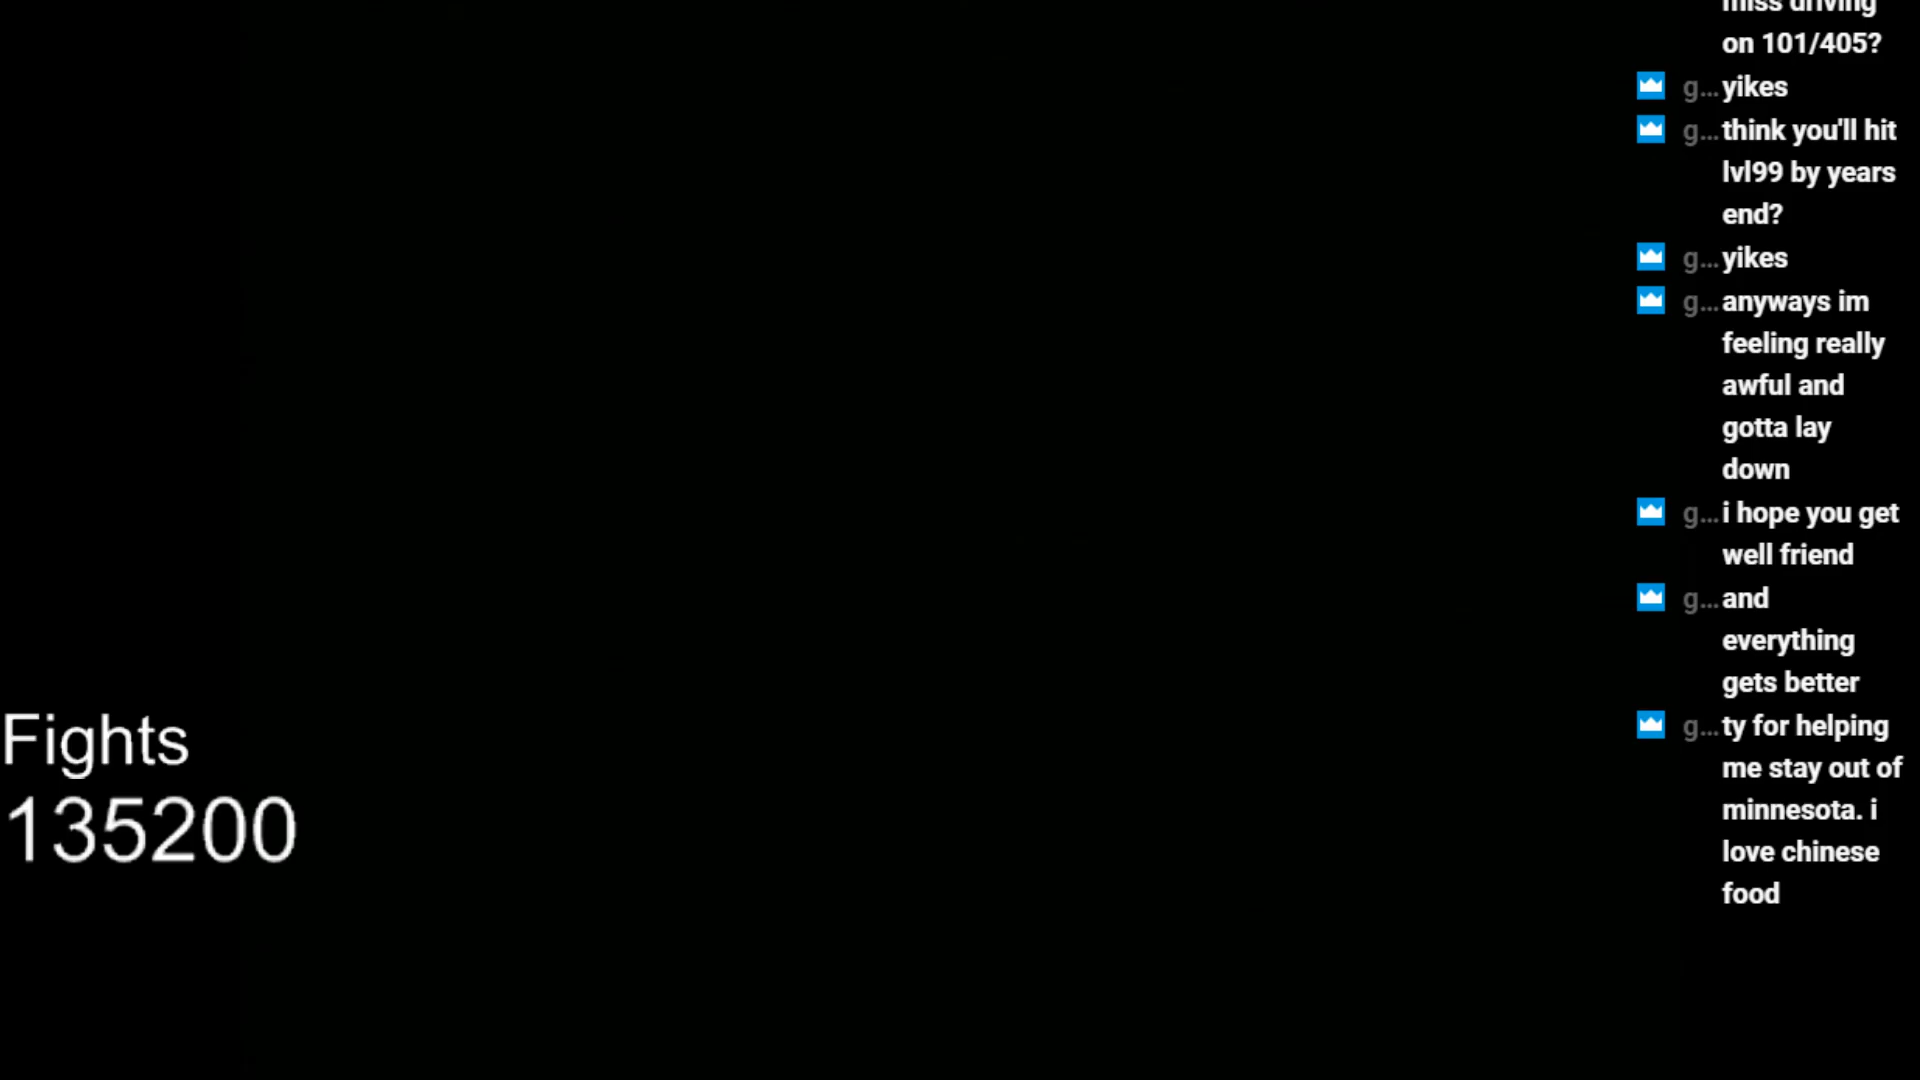 miss driving
on 101/405?
g... yikes
g... think you'll hit
lvl99 by years
end?
g... yikes
g... anyways im
feeling really
awful and
gotta lay
down
g... i hope you get
well friend
g... and
everything
gets better
g... ty for helping
me stay out of
minnesota. i
love chinese
food
Fights
135200